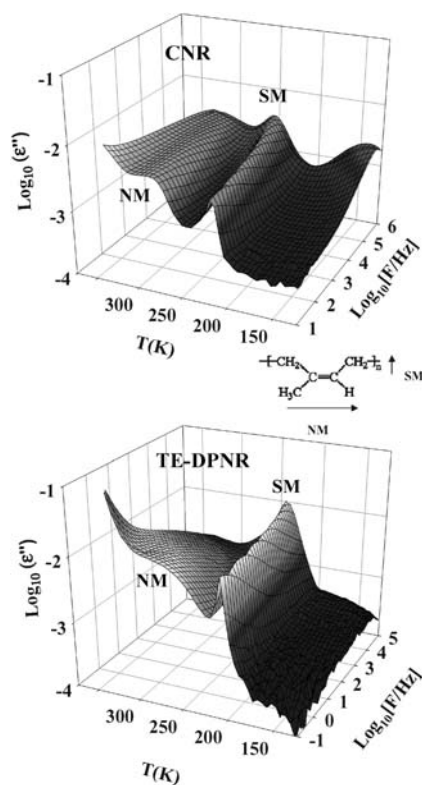 CNR
SM
NM
-1
-2
-3
-4
Log₁₀ (ε'')
300
250
200
150
T(K)
1
2
3
4
5
6
Log₁₀[F/Hz]
CH₂ CH₂ n
C=C
H₃C H
SM
NM
TE-DPNR
SM
NM
-1
-2
-3
-4
Log₁₀ (ε'')
300
250
200
150
T(K)
-1
0
1
2
3
4
5
Log₁₀[F/Hz]